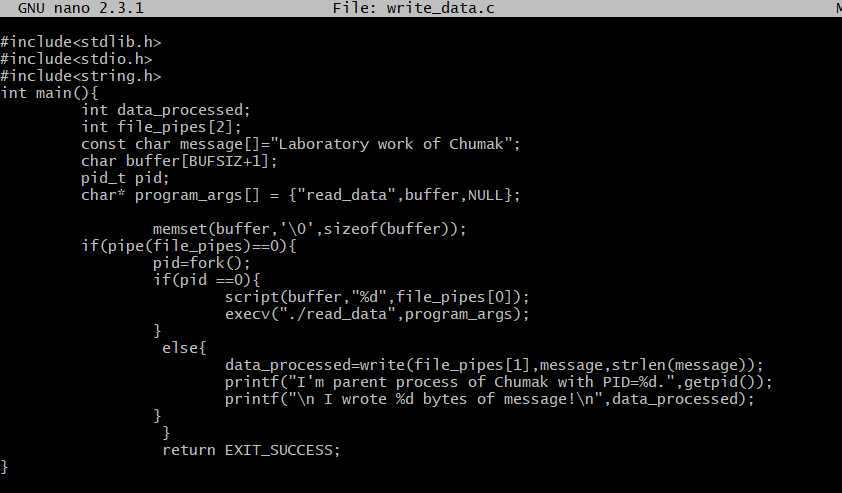 GNU nano 2.3.1 File: write_data.c M
#include<stdlib.h>
#include<stdio.h>
#include<string.h>
int main(){
int data_processed;
int file_pipes[2];
const char message[]="Laboratory work of Chumak";
char buffer[BUFSIZ+1];
pid_t pid;
char* program_args[] = {"read_data",buffer,NULL};
memset(buffer,'\0',sizeof(buffer));
if(pipe(file_pipes)==0){
pid=fork();
if(pid ==0){
script(buffer,"%d",file_pipes[0]);
execv("./read_data",program_args);
}
else{
data_processed=write(file_pipes[1],message,strlen(message));
printf("I'm parent process of Chumak with PID=%d.",getpid());
printf("\n I wrote %d bytes of message!\n",data_processed);
}
}
return EXIT_SUCCESS;
}